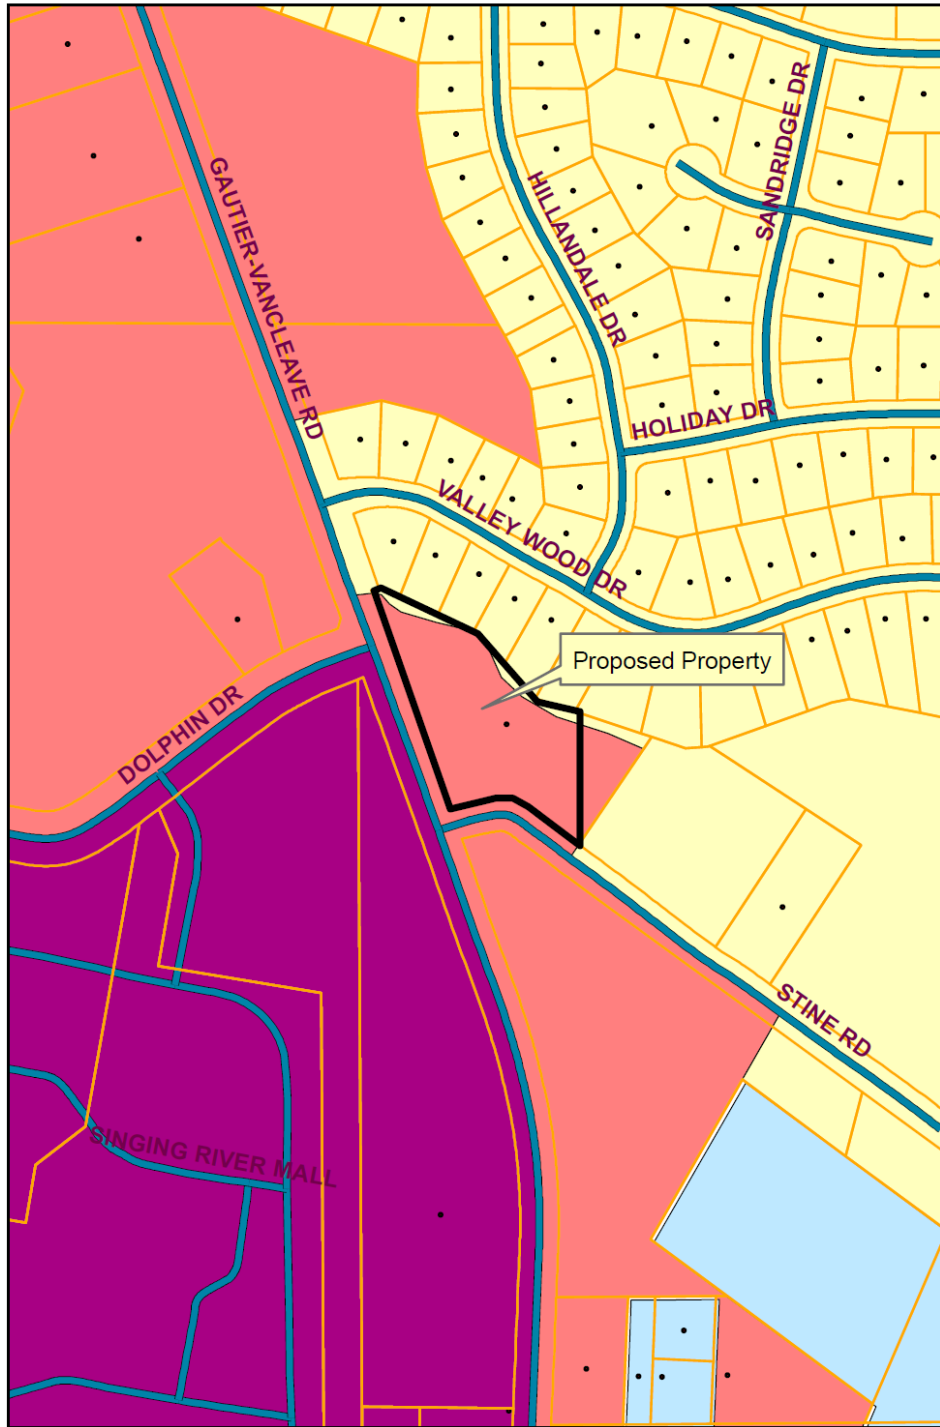 SANDRIDGE DR
GAUTIER-VANCLEAVE RD
HILLANDALE DR
HOLIDAY DR
VALLEY WOOD DR
Proposed Property
DOLPHIN DR
STINE RD
SINGING RIVER MALL